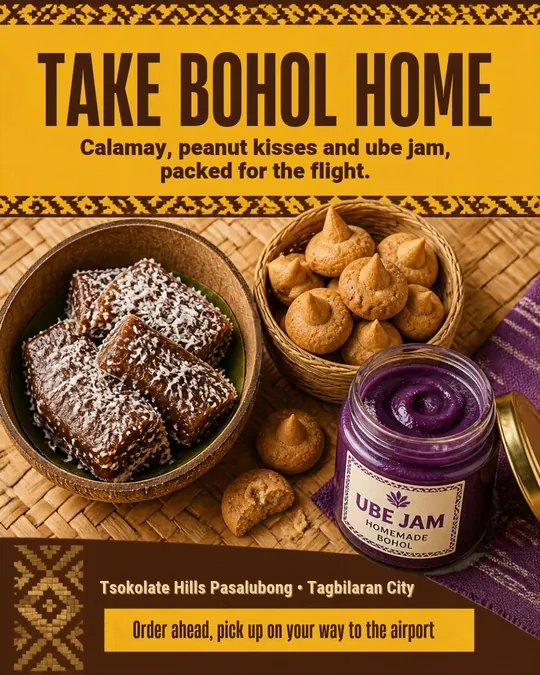 TAKE BOHOL HOME
Calamay, peanut kisses and ube jam,
packed for the flight.
UBE JAM
HOMEMADE
BOHOL
Tsokolate Hills Pasalubong • Tagbilaran City
Order ahead, pick up on your way to the airport